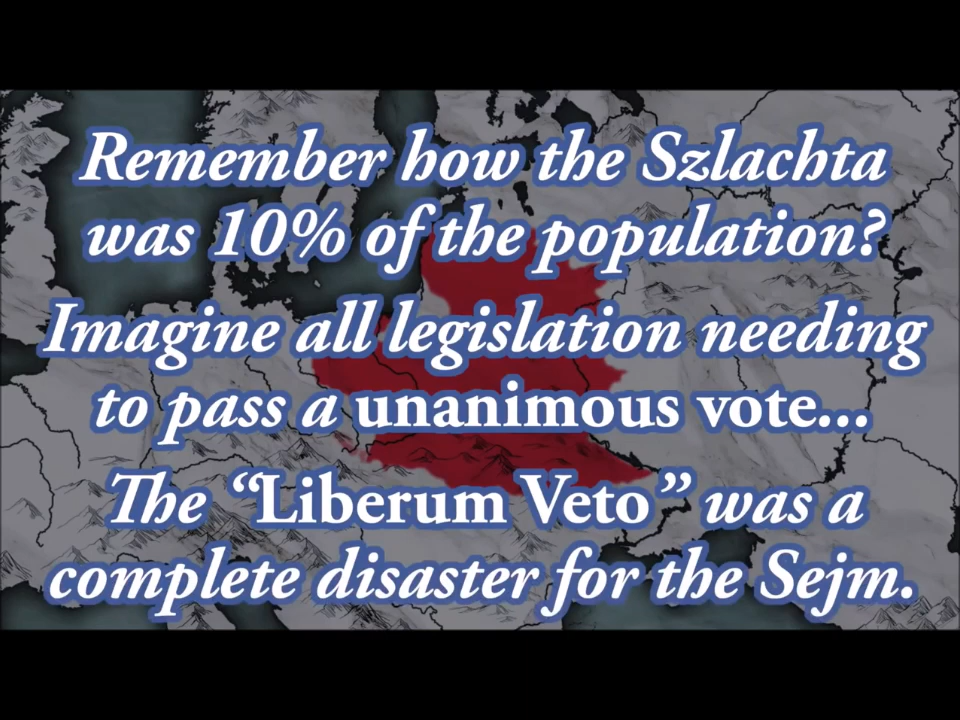 Remember how the Szlachta
was 10% of the population?
Imagine all legislation needing
to pass a unanimous vote...
The “Liberum Veto” was a
complete disaster for the Sejm.